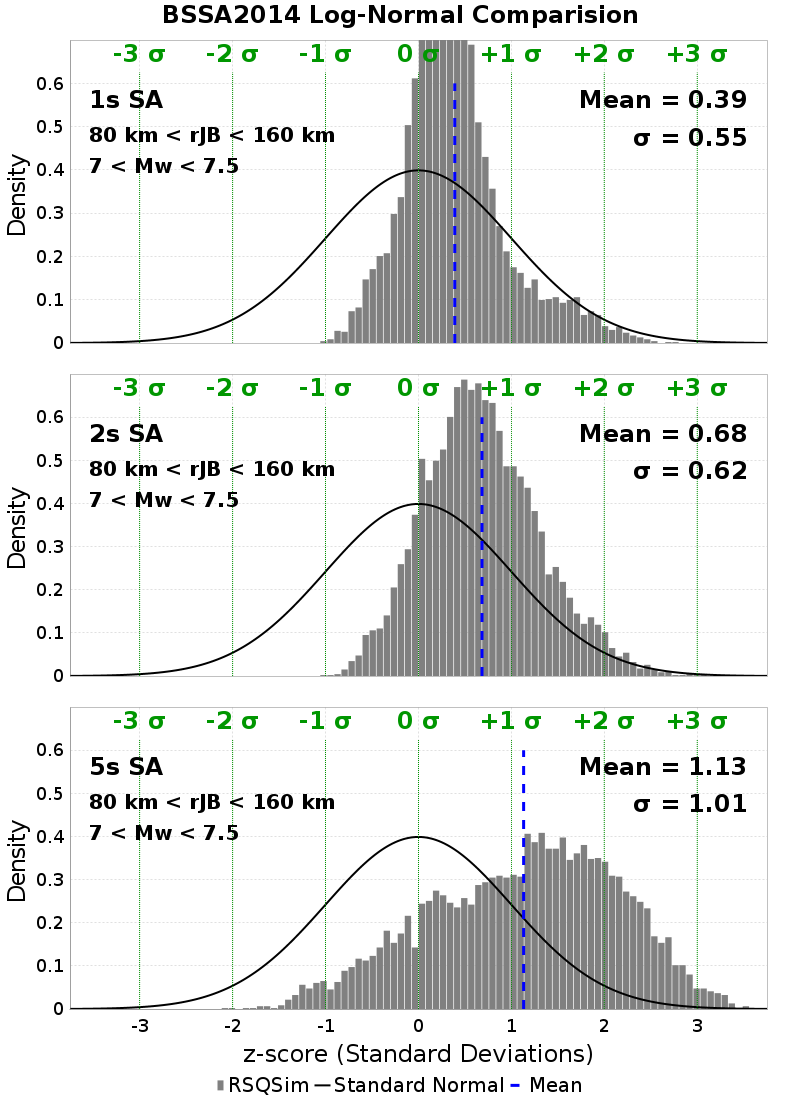 BSSA2014 Log-Normal Comparision
-3 σ -2 σ -1 σ 0 σ +1 σ +2 σ +3 σ
1s SA
80 km < rJB < 160 km
7 < Mw < 7.5
Mean = 0.39
σ = 0.55
Density
0.6
0.5
0.4
0.3
0.2
0.1
0
-3 σ -2 σ -1 σ 0 σ +1 σ +2 σ +3 σ
2s SA
80 km < rJB < 160 km
7 < Mw < 7.5
Mean = 0.68
σ = 0.62
Density
0.6
0.5
0.4
0.3
0.2
0.1
0
-3 σ -2 σ -1 σ 0 σ +1 σ +2 σ +3 σ
5s SA
80 km < rJB < 160 km
7 < Mw < 7.5
Mean = 1.13
σ = 1.01
Density
0.6
0.5
0.4
0.3
0.2
0.1
0
-3 -2 -1 0 1 2 3
z-score (Standard Deviations)
RSQSim Standard Normal Mean